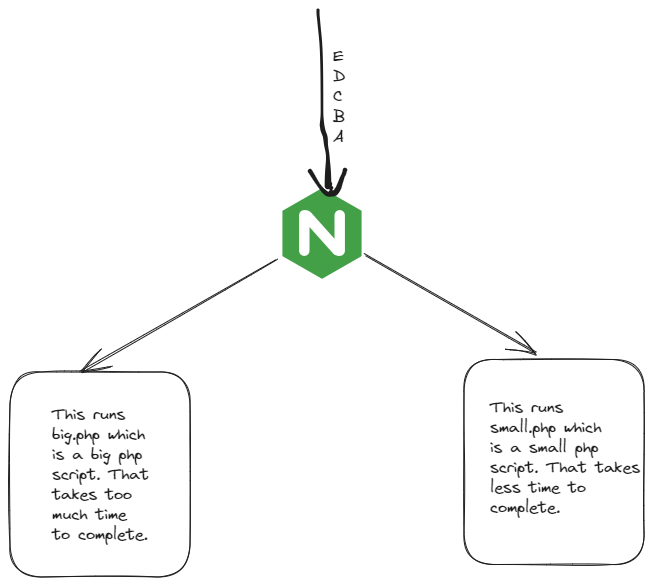 E
D
C
B
A
N
This runs
big.php which
is a big php
script. That
takes too
much time
to complete.
This runs
small.php which
is a small php
script. That takes
less time to
complete.